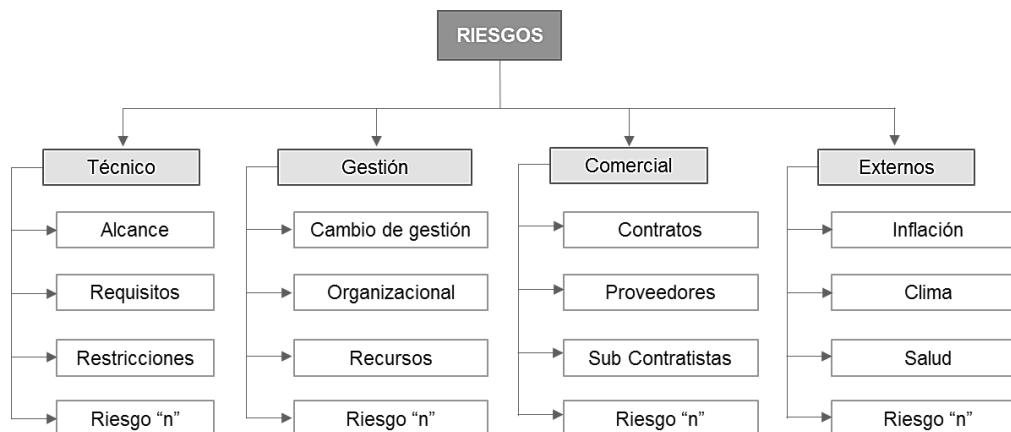 RIESGOS
Técnico
Alcance
Requisitos
Restricciones
Riesgo “n”
Gestión
Cambio de gestión
Organizacional
Recursos
Riesgo “n”
Comercial
Contratos
Proveedores
Sub Contratistas
Riesgo “n”
Externos
Inflación
Clima
Salud
Riesgo “n”